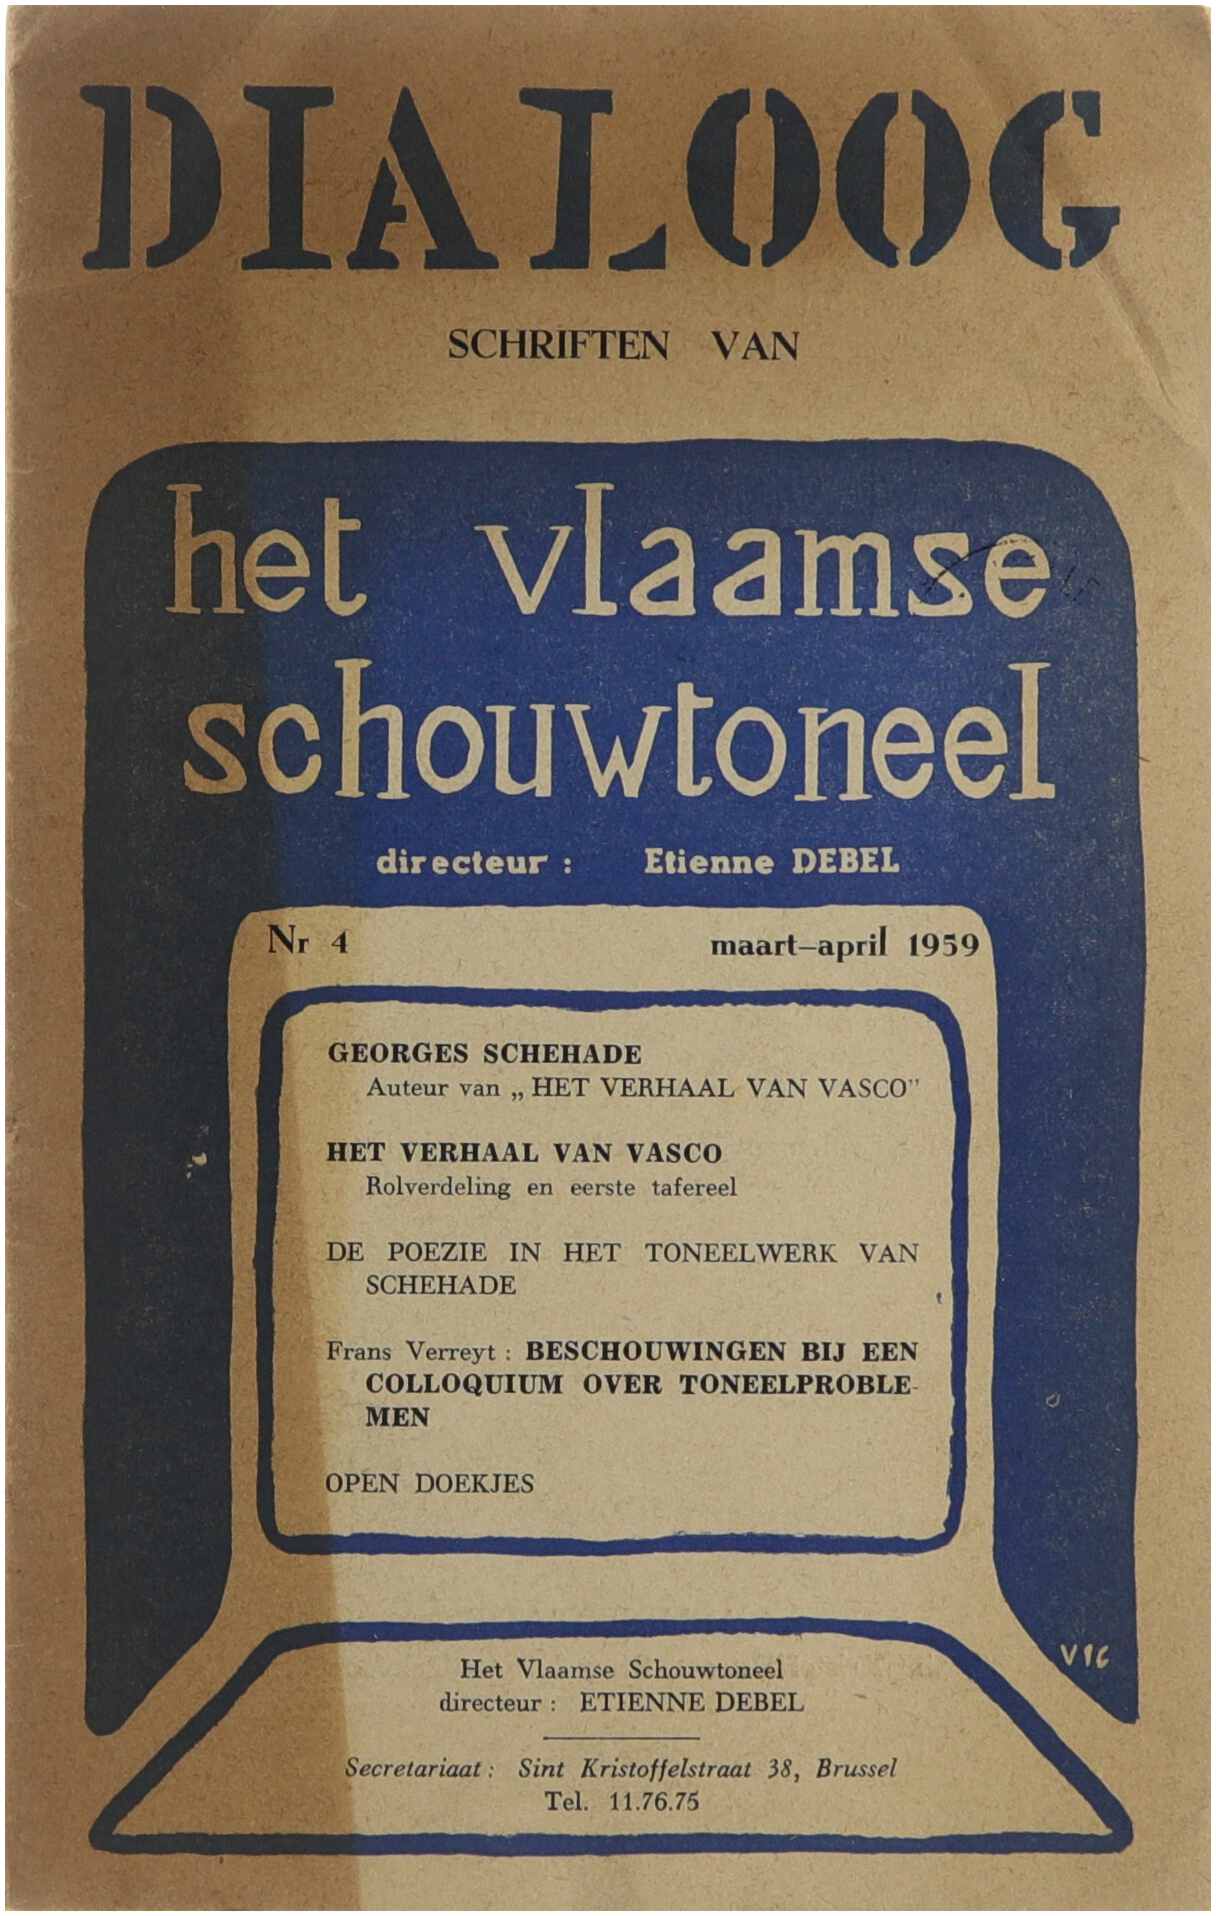 DIALOOG
SCHRIFTEN VAN
het vlaamse
schouwtoneel
directeur : Etienne DEBEL
Nr 4 maart–april 1959
GEORGES SCHEHADE
Auteur van „ HET VERHAAL VAN VASCO"
HET VERHAAL VAN VASCO
Rolverdeling en eerste tafereel
DE POEZIE IN HET TONEELWERK VAN
SCHEHADE
Frans Verreyt : BESCHOUWINGEN BIJ EEN
COLLOQUIUM OVER TONEELPROBLE-
MEN
OPEN DOEKJES
VIC
Het Vlaamse Schouwtoneel
directeur : ETIENNE DEBEL
Secretariaat : Sint Kristoffelstraat 38, Brussel
Tel. 11.76.75